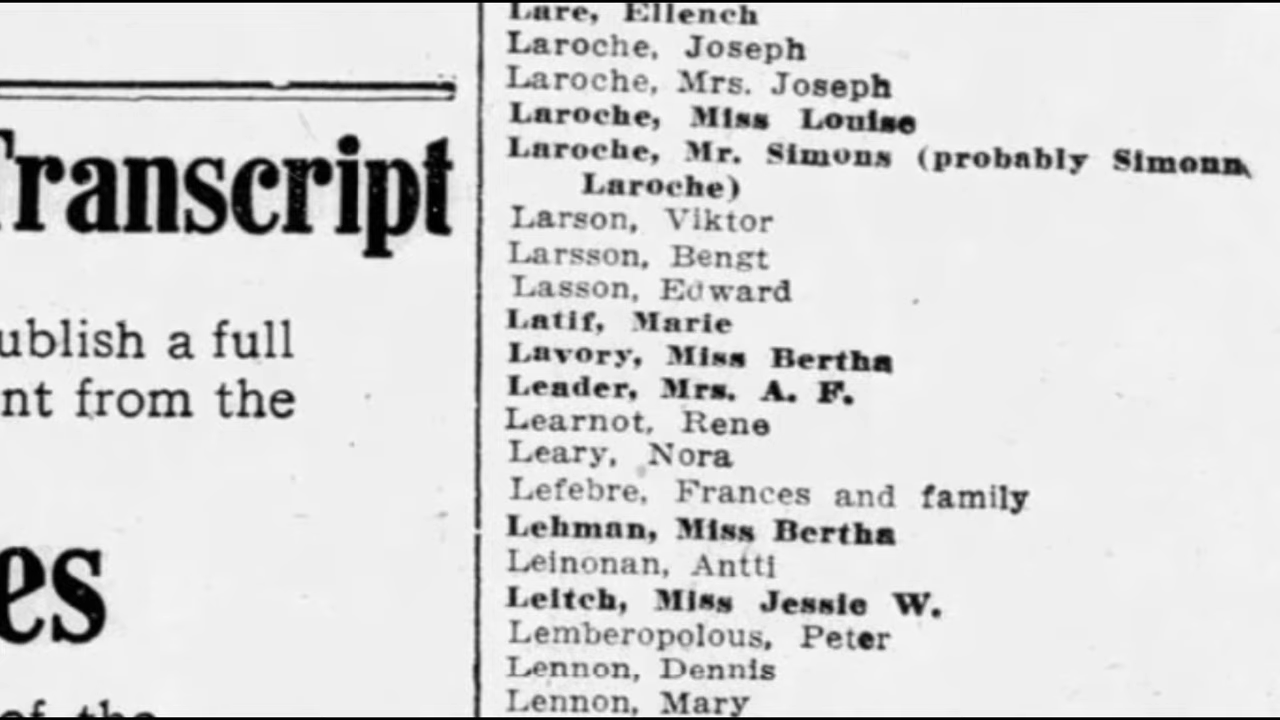 Transcript
ublish a full
nt from the
es
of the
Lare, Ellench
Laroche, Joseph
Laroche, Mrs. Joseph
Laroche, Miss Louise
Laroche, Mr. Simons (probably Simonn
Laroche)
Larson, Viktor
Larsson, Bengt
Lasson, Edward
Latif, Marie
Lavory, Miss Bertha
Leader, Mrs. A. F.
Learnot, Rene
Leary, Nora
Lefebre, Frances and family
Lehman, Miss Bertha
Leinonan, Antti
Leitch, Miss Jessie W.
Lemberopolous, Peter
Lennon, Dennis
Lennon, Mary